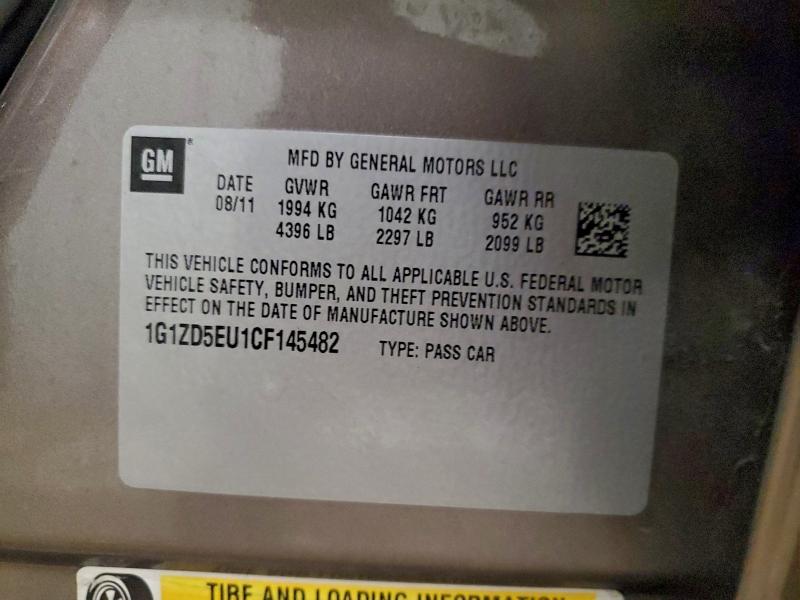 GM
MFD BY GENERAL MOTORS LLC
DATE GVWR GAWR FRT GAWR RR
08/11 1994 KG 1042 KG 952 KG
4396 LB 2297 LB 2099 LB
THIS VEHICLE CONFORMS TO ALL APPLICABLE U.S. FEDERAL MOTOR
VEHICLE SAFETY, BUMPER, AND THEFT PREVENTION STANDARDS IN
EFFECT ON THE DATE OF MANUFACTURE SHOWN ABOVE.
1G1ZD5EU1CF145482 TYPE: PASS CAR
TIRE AND LOADING INFORMATION